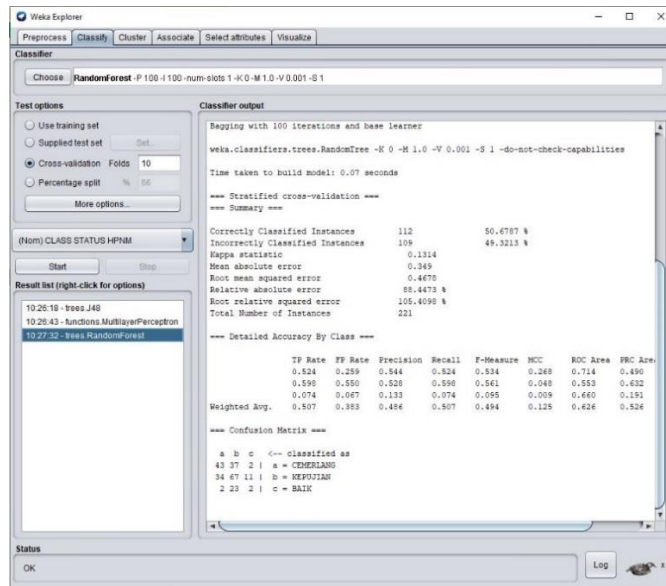 Weka Explorer
Preprocess Classify Cluster Associate Select attributes Visualize
Classifier
Choose RandomForest -P 100 -I 100 -num-slots 1 -K 0 -M 1.0 -V 0.001 -S 1
Test options
Use training set
Supplied test set Set...
Cross-validation Folds 10
Percentage split % 66
More options...
(Nom) CLASS STATUS HPNM
Start Stop
Result list (right-click for options)
10:26:18 - trees.J48
10:26:43 - functions.MultilayerPerceptron
10:27:32 - trees.RandomForest
Classifier output
Bagging with 100 iterations and base learner
weka.classifiers.trees.RandomTree -K 0 -M 1.0 -V 0.001 -S 1 -do-not-check-capabilities
Time taken to build model: 0.07 seconds
=== Stratified cross-validation ===
=== Summary ===
Correctly Classified Instances 112 50.6787 %
Incorrectly Classified Instances 109 49.3213 %
Kappa statistic 0.1314
Mean absolute error 0.349
Root mean squared error 0.4678
Relative absolute error 88.4473 %
Root relative squared error 105.4098 %
Total Number of Instances 221
=== Detailed Accuracy By Class ===
TP Rate FP Rate Precision Recall F-Measure MCC ROC Area PRC Area
0.524 0.259 0.544 0.524 0.534 0.268 0.714 0.490
0.598 0.550 0.528 0.598 0.561 0.048 0.553 0.632
0.074 0.067 0.133 0.074 0.095 0.009 0.660 0.191
Weighted Avg. 0.507 0.383 0.486 0.507 0.494 0.125 0.626 0.526
=== Confusion Matrix ===
a b c <-- classified as
43 37 2 | a = CEMERLANG
34 67 11 | b = KEPUJIAN
2 23 2 | c = BAIK
Status
OK
Log
x